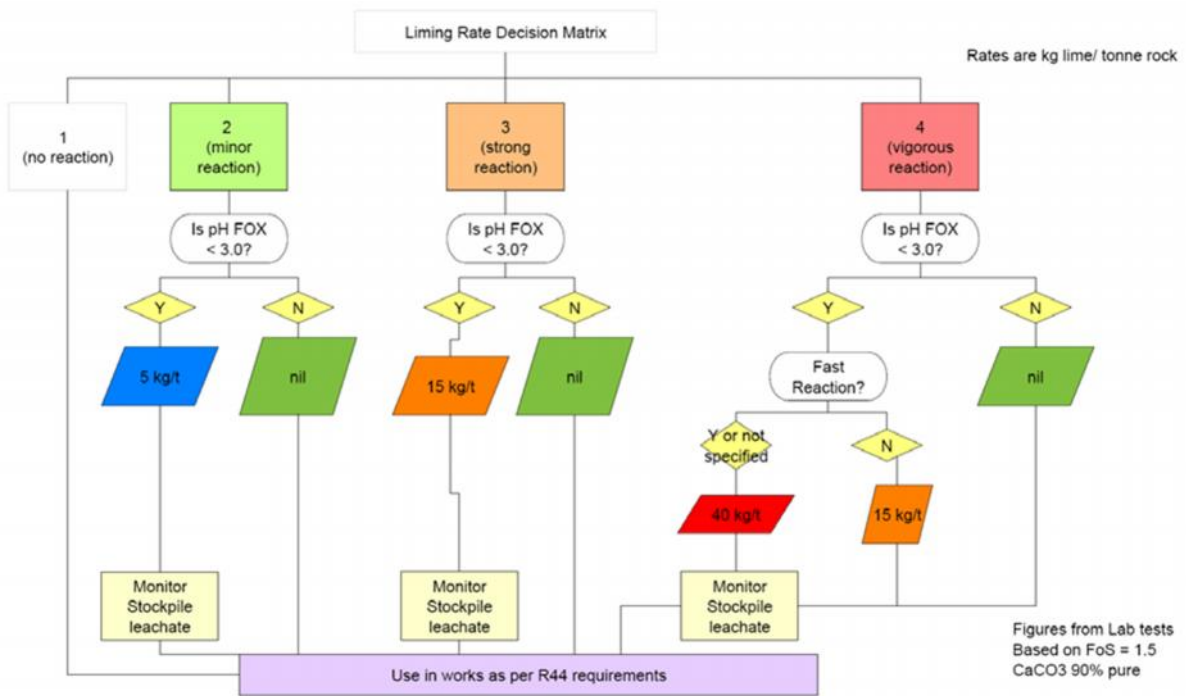 Liming Rate Decision Matrix
Rates are kg lime/ tonne rock
1
(no reaction)
2
(minor
reaction)
3
(strong
reaction)
4
(vigorous
reaction)
Is pH FOX
< 3.0?
Is pH FOX
< 3.0?
Is pH FOX
< 3.0?
Y
N
Y
N
Y
N
5 kg/t
nil
15 kg/t
nil
Fast
Reaction?
nil
Y or not
specified
N
40 kg/t
15 kg/t
Monitor
Stockpile
leachate
Monitor
Stockpile
leachate
Monitor
Stockpile
leachate
Use in works as per R44 requirements
Figures from Lab tests
Based on FoS = 1.5
CaCO3 90% pure